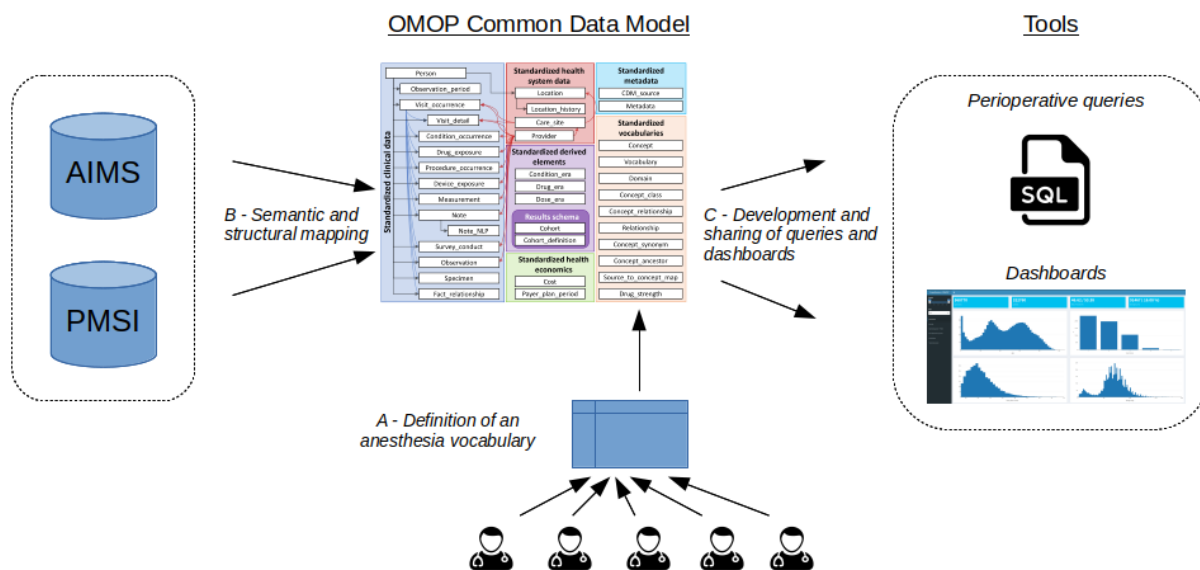 OMOP Common Data Model
Tools
AIMS
PMSI
B - Semantic and
structural mapping
Standardized clinical data
Person
Observation_period
Visit_occurrence
Visit_detail
Condition_occurrence
Drug_exposure
Procedure_occurrence
Device_exposure
Measurement
Note
Note_NLP
Survey_conduct
Observation
Specimen
Fact_relationship
Standardized health
system data
Location
Location_history
Care_site
Provider
Standardized derived
elements
Condition_era
Drug_era
Dose_era
Results schema
Cohort
Cohort_definition
Standardized health
economics
Cost
Payer_plan_period
Standardized
metadata
CDM_source
Metadata
Standardized
vocabularies
Concept
Vocabulary
Domain
Concept_class
Concept_relationship
Relationship
Concept_synonym
Concept_ancestor
Source_to_concept_map
Drug_strength
C - Development and
sharing of queries and
dashboards
Perioperative queries
SQL
Dashboards
A - Definition of an
anesthesia vocabulary